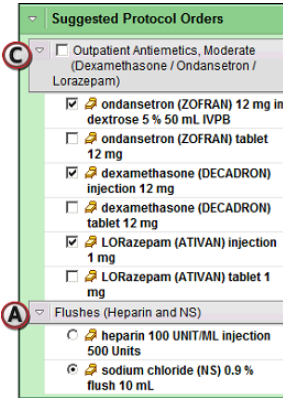 Suggested Protocol Orders
C
Outpatient Antiemetics, Moderate
(Dexamethasone / Ondansetron /
Lorazepam)
ondansetron (ZOFRAN) 12 mg in
dextrose 5 % 50 mL IVPB
ondansetron (ZOFRAN) tablet
12 mg
dexamethasone (DECADRON)
injection 12 mg
dexamethasone (DECADRON)
tablet 12 mg
LORazepam (ATIVAN) injection
1 mg
LORazepam (ATIVAN) tablet 1
mg
A
Flushes (Heparin and NS)
heparin 100 UNIT/ML injection
500 Units
sodium chloride (NS) 0.9 %
flush 10 mL